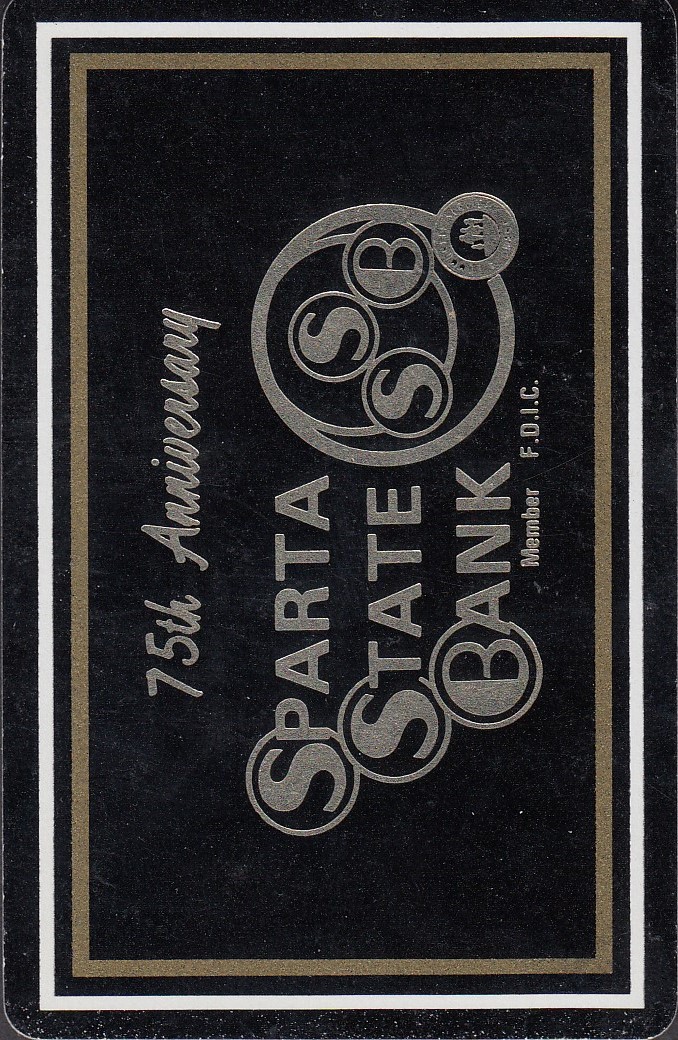 75th Anniversary
SPARTA
STATE
BANK
Member F.D.I.C.
S
S
B